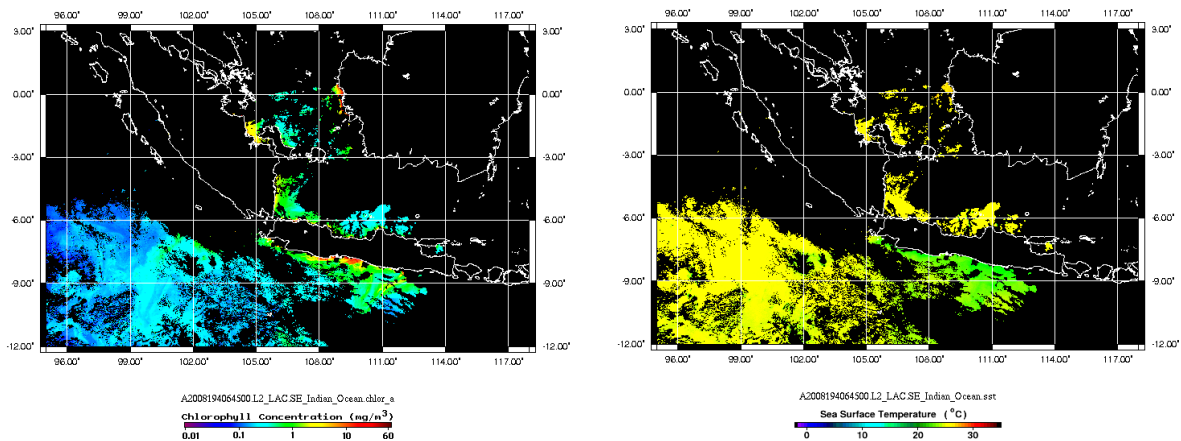 96.00° 99.00° 102.00° 105.00° 108.00° 111.00° 114.00° 117.00°
3.00° 3.00°
0.00° 0.00°
-3.00° -3.00°
-6.00° -6.00°
-9.00° -9.00°
-12.00° -12.00°
96.00° 99.00° 102.00° 105.00° 108.00° 111.00° 114.00° 117.00°
A2008194064500.L2_LAC.SE_Indian_Ocean.chlor_a
Chlorophyll Concentration (mg/m³)
0.01 0.1 1 10 60
96.00° 99.00° 102.00° 105.00° 108.00° 111.00° 114.00° 117.00°
3.00° 3.00°
0.00° 0.00°
-3.00° -3.00°
-6.00° -6.00°
-9.00° -9.00°
-12.00° -12.00°
96.00° 99.00° 102.00° 105.00° 108.00° 111.00° 114.00° 117.00°
A2008194064500.L2_LAC.SE_Indian_Ocean.sst
Sea Surface Temperature (°C)
0 10 20 30